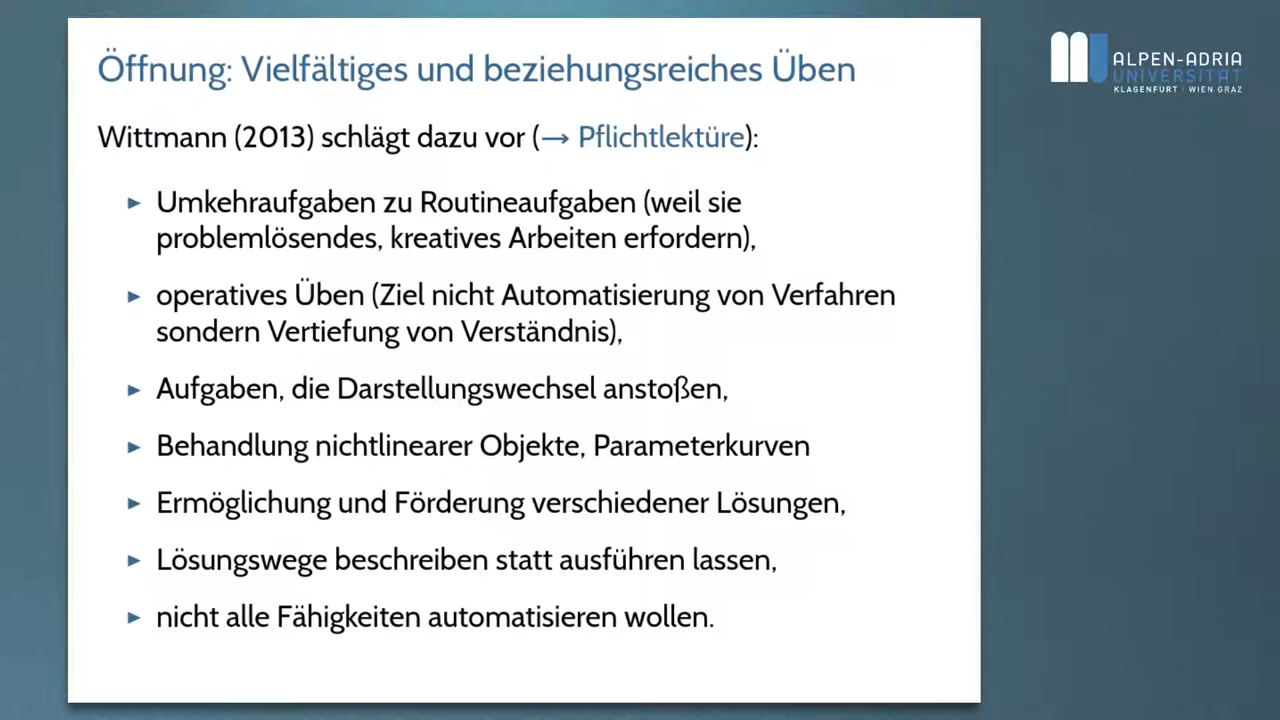 Öffnung: Vielfältiges und beziehungsreiches Üben
Wittmann (2013) schlägt dazu vor (→ Pflichtlektüre):
▸ Umkehraufgaben zu Routineaufgaben (weil sie
problemlösendes, kreatives Arbeiten erfordern),
▸ operatives Üben (Ziel nicht Automatisierung von Verfahren
sondern Vertiefung von Verständnis),
▸ Aufgaben, die Darstellungswechsel anstoßen,
▸ Behandlung nichtlinearer Objekte, Parameterkurven
▸ Ermöglichung und Förderung verschiedener Lösungen,
▸ Lösungswege beschreiben statt ausführen lassen,
▸ nicht alle Fähigkeiten automatisieren wollen.
ALPEN-ADRIA
UNIVERSITÄT
KLAGENFURT | WIEN GRAZ